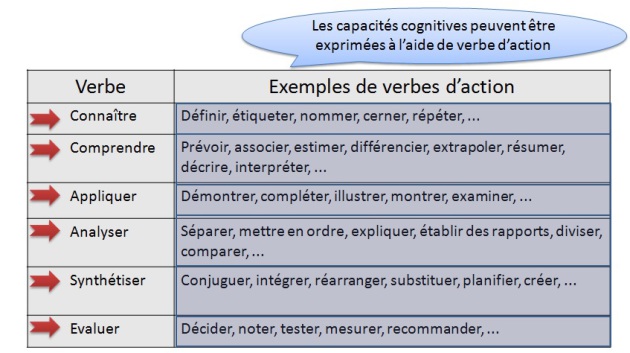 Les capacités cognitives peuvent être
exprimées à l'aide de verbe d'action
Verbe Exemples de verbes d'action
Connaître Définir, étiqueter, nommer, cerner, répéter, ...
Comprendre Prévoir, associer, estimer, différencier, extrapoler, résumer,
décrire, interpréter, ...
Appliquer Démontrer, compléter, illustrer, montrer, examiner, ...
Analyser Séparer, mettre en ordre, expliquer, établir des rapports, diviser,
comparer, ...
Synthétiser Conjuguer, intégrer, réarranger, substituer, planifier, créer, ...
Evaluer Décider, noter, tester, mesurer, recommander, ...